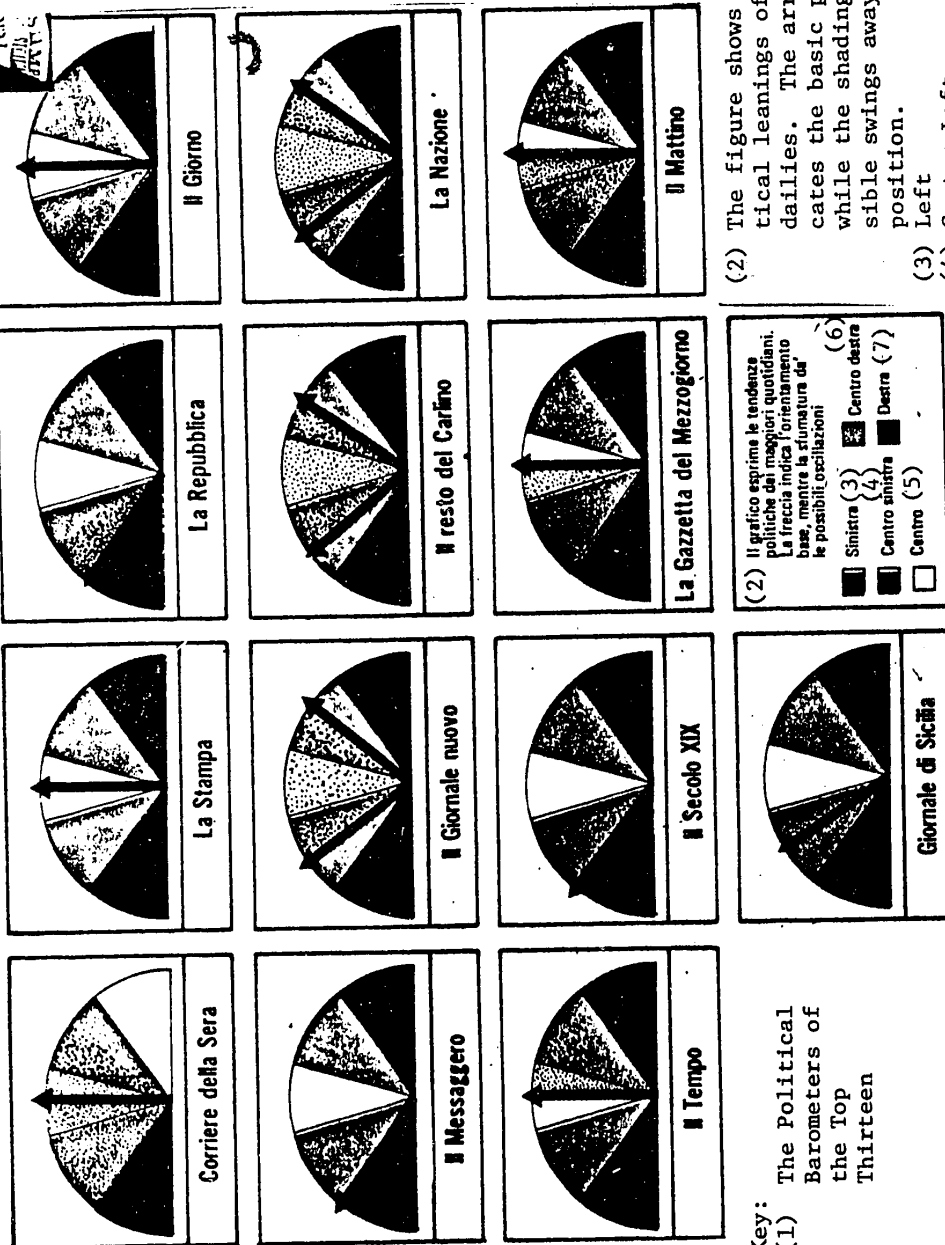 Il Giorno
La Nazione
Il Mattino
La Repubblica
Il resto del Carlino
La Gazzetta del Mezzogiorno
La Stampa
Il Giornale nuovo
Il Secolo XIX
Giornale di Sicilia
Corriere della Sera
Il Messaggero
Il Tempo
(2) Il grafico esprime le tendenze
politiche dei maggiori quotidiani.
La freccia indica l'orientamento
base, mentre la sfumatura da'
le possibili oscillazioni
Sinistra (3)
Centro sinistra (4)
Centro (5)
Centro destra (6)
Destra (7)
Key:
(1) The Political
Barometers of
the Top
Thirteen
(2) The figure shows
tical leanings of
dailies. The
cates the basic
while the shading
sible swings away
position.
(3) Left